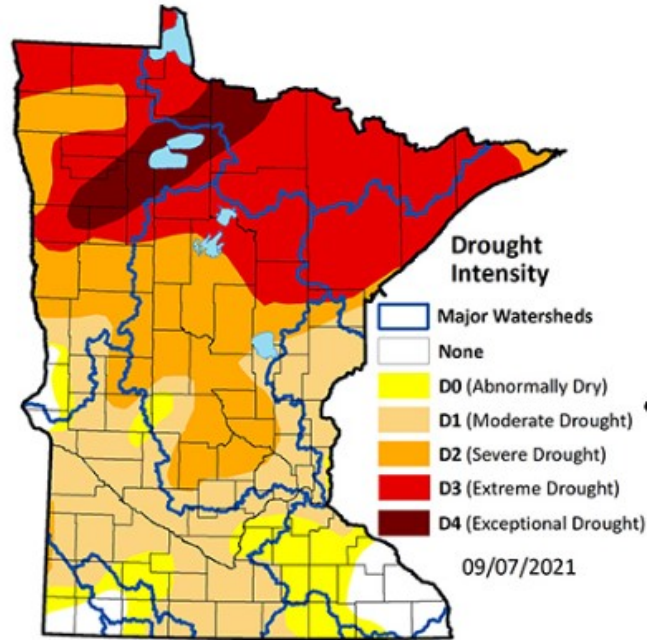 Drought
Intensity
Major Watersheds
None
D0 (Abnormally Dry)
D1 (Moderate Drought)
D2 (Severe Drought)
D3 (Extreme Drought)
D4 (Exceptional Drought)
09/07/2021